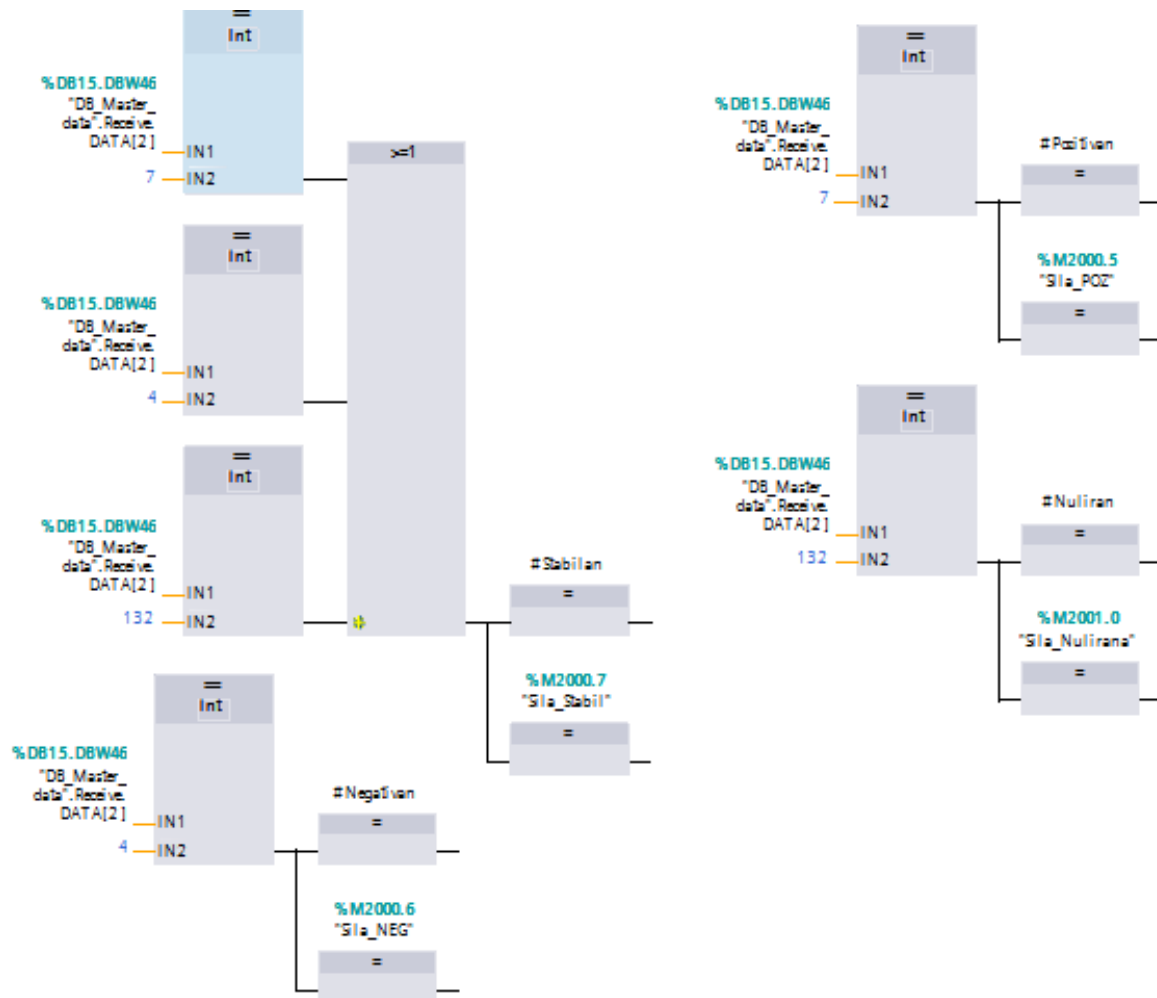 =
Int
%DB15.DBW46
"DB_Master_
data".Receive.
DATA[2]
IN1
7
IN2
>=1
=
Int
%DB15.DBW46
"DB_Master_
data".Receive.
DATA[2]
IN1
4
IN2
=
Int
%DB15.DBW46
"DB_Master_
data".Receive.
DATA[2]
IN1
132
IN2
#Stabilan
=
%M2000.7
"Sila_Stabil"
=
=
Int
%DB15.DBW46
"DB_Master_
data".Receive.
DATA[2]
IN1
4
IN2
#Negativan
=
%M2000.6
"Sila_NEG"
=
=
Int
%DB15.DBW46
"DB_Master_
data".Receive.
DATA[2]
IN1
7
IN2
#Positivan
=
%M2000.5
"Sila_POZ"
=
=
Int
%DB15.DBW46
"DB_Master_
data".Receive.
DATA[2]
IN1
132
IN2
#Nuliran
=
%M2001.0
"Sila_Nulirana"
=